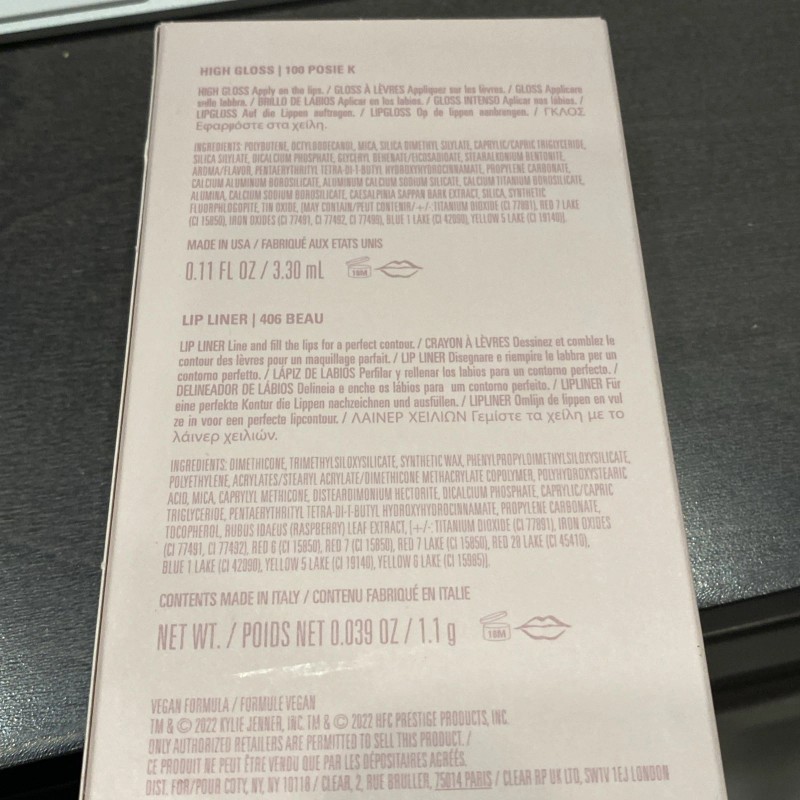 HIGH GLOSS | 100 POSIE K
HIGH GLOSS Apply on the lips. / GLOSS À LÈVRES Appliquez sur les lèvres. / GLOSS Applicare
sulle labbra. / BRILLO DE LABIOS Aplicar en los labios. / GLOSS INTENSO Aplicar nos lábios. /
LIPGLOSS Auf die Lippen auftragen. / LIPGLOSS Op de lippen aanbrengen. / ΓΚΛΟΣ
Εφαρμόστε στα χείλη.
INGREDIENTS: POLYBUTENE, OCTYLDODECANOL, MICA, SILICA DIMETHYL SILYLATE, CAPRYLIC/CAPRIC TRIGLYCERIDE,
SILICA SILYLATE, DICALCIUM PHOSPHATE, GLYCERYL BEHENATE/EICOSADIOATE, STEARALKONIUM BENTONITE,
AROMA/FLAVOR, PENTAERYTHRITYL TETRA-DI-T-BUTYL HYDROXYHYDROCINNAMATE, PROPYLENE CARBONATE,
CALCIUM ALUMINUM BOROSILICATE, ALUMINUM CALCIUM SODIUM SILICATE, CALCIUM TITANIUM BOROSILICATE,
ALUMINA, CALCIUM SODIUM BOROSILICATE, CAESALPINIA SAPPAN BARK EXTRACT, SILICA, SYNTHETIC
FLUORPHLOGOPITE, TIN OXIDE, [MAY CONTAIN/PEUT CONTENIR/+/-: TITANIUM DIOXIDE (CI 77891), RED 7 LAKE
(CI 15850), IRON OXIDES (CI 77491, CI 77492, CI 77499), BLUE 1 LAKE (CI 42090), YELLOW 5 LAKE (CI 19140)].
MADE IN USA / FABRIQUÉ AUX ETATS UNIS
0.11 FL OZ / 3.30 mL 18M
LIP LINER | 406 BEAU
LIP LINER Line and fill the lips for a perfect contour. / CRAYON À LÈVRES Dessinez et comblez le
contour des lèvres pour un maquillage parfait. / LIP LINER Disegnare e riempire le labbra per un
contorno perfetto. / LÁPIZ DE LABIOS Perfilar y rellenar los labios para un contorno perfecto. /
DELINEADOR DE LÁBIOS Delineia e enche os lábios para um contorno perfeito. / LIPLINER Für
eine perfekte Kontur die Lippen nachzeichnen und ausfüllen. / LIPLINER Omlijn de lippen en vul
ze in voor een perfecte lipcontour. / ΛΑΙΝΕΡ ΧΕΙΛΙΩΝ Γεμίστε τα χείλη με το
λάινερ χειλιών.
INGREDIENTS: DIMETHICONE, TRIMETHYLSILOXYSILICATE, SYNTHETIC WAX, PHENYLPROPYLDIMETHYLSILOXYSILICATE,
POLYETHYLENE, ACRYLATES/STEARYL ACRYLATE/DIMETHICONE METHACRYLATE COPOLYMER, POLYHYDROXYSTEARIC
ACID, MICA, CAPRYLYL METHICONE, DISTEARDIMONIUM HECTORITE, DICALCIUM PHOSPHATE, CAPRYLIC/CAPRIC
TRIGLYCERIDE, PENTAERYTHRITYL TETRA-DI-T-BUTYL HYDROXYHYDROCINNAMATE, PROPYLENE CARBONATE,
TOCOPHEROL, RUBUS IDAEUS (RASPBERRY) LEAF EXTRACT, [+/-: TITANIUM DIOXIDE (CI 77891), IRON OXIDES
(CI 77491, CI 77492), RED 6 (CI 15850), RED 7 (CI 15850), RED 7 LAKE (CI 15850), RED 28 LAKE (CI 45410),
BLUE 1 LAKE (CI 42090), YELLOW 5 LAKE (CI 19140), YELLOW 6 LAKE (CI 15985)].
CONTENTS MADE IN ITALY / CONTENU FABRIQUÉ EN ITALIE
NET WT. / POIDS NET 0.039 OZ / 1.1 g 18M
VEGAN FORMULA / FORMULE VEGAN
TM & © 2022 KYLIE JENNER, INC. TM & © 2022 HFC PRESTIGE PRODUCTS, INC.
ONLY AUTHORIZED RETAILERS ARE PERMITTED TO SELL THIS PRODUCT. /
CE PRODUIT NE PEUT ÊTRE VENDU QUE PAR LES DÉPOSITAIRES AGRÉÉS.
DIST. FOR/POUR COTY, NY, NY 10118 / CLEAR, 2, RUE BRULLER, 75014 PARIS / CLEAR RP UK LTD, SW1V 1EJ LONDON